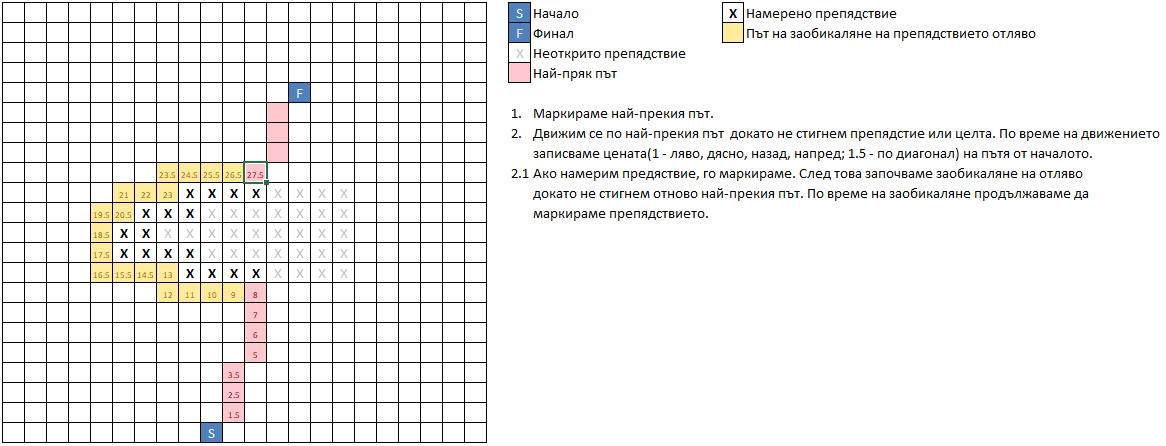 S Начало X Намерено препядствие
F Финал Път на заобикаляне на препядствието отляво
X Неоткрито препядствие
Най-пряк път
F
1. Маркираме най-прекия път.
2. Движим се по най-прекия път докато не стигнем препядстие или целта. По време на движението
записваме цената(1 - ляво, дясно, назад, напред; 1.5 - по диагонал) на пътя от началото.
2.1 Ако намерим предяствие, го маркираме. След това започваме заобикаляне на отляво
докато не стигнем отново най-прекия път. По време на заобикаляне продължаваме да
маркираме препядствието.
23.5 24.5 25.5 26.5 27.5
21 22 23 X X X X X X X X
19.5 20.5 X X X X X X X X X X
18.5 X X X X X X X X X X X
17.5 X X X X X X X X X X X
16.5 15.5 14.5 13 X X X X X X X X
12 11 10 9 8
7
6
5
3.5
2.5
1.5
S